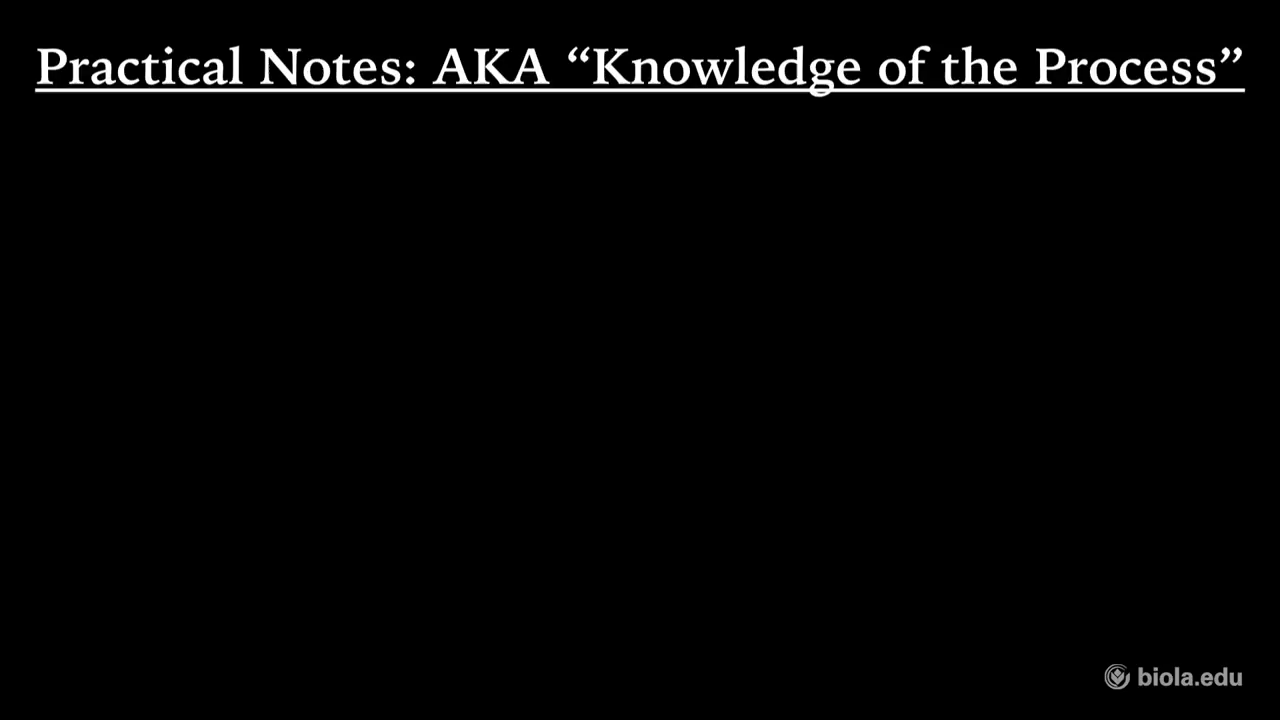 Practical Notes: AKA “Knowledge of the Process”
biola.edu